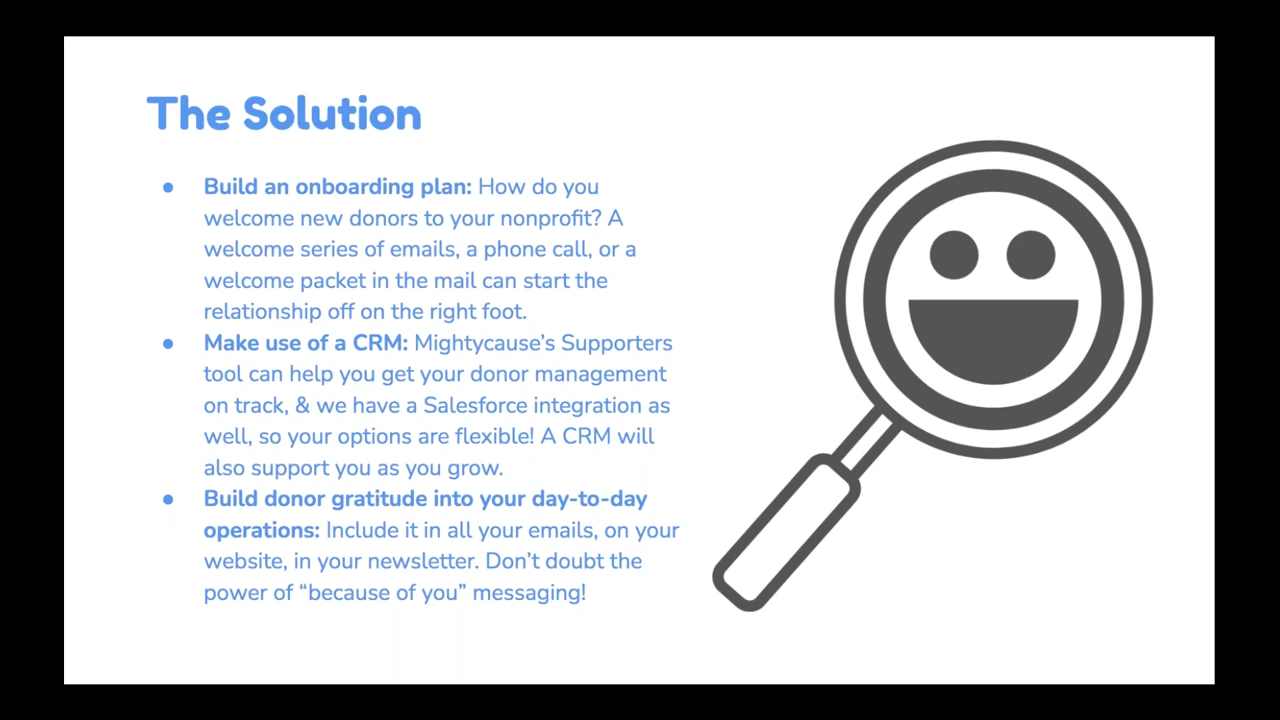 The Solution
● Build an onboarding plan: How do you
welcome new donors to your nonprofit? A
welcome series of emails, a phone call, or a
welcome packet in the mail can start the
relationship off on the right foot.
● Make use of a CRM: Mightycause’s Supporters
tool can help you get your donor management
on track, & we have a Salesforce integration as
well, so your options are flexible! A CRM will
also support you as you grow.
● Build donor gratitude into your day-to-day
operations: Include it in all your emails, on your
website, in your newsletter. Don’t doubt the
power of “because of you” messaging!